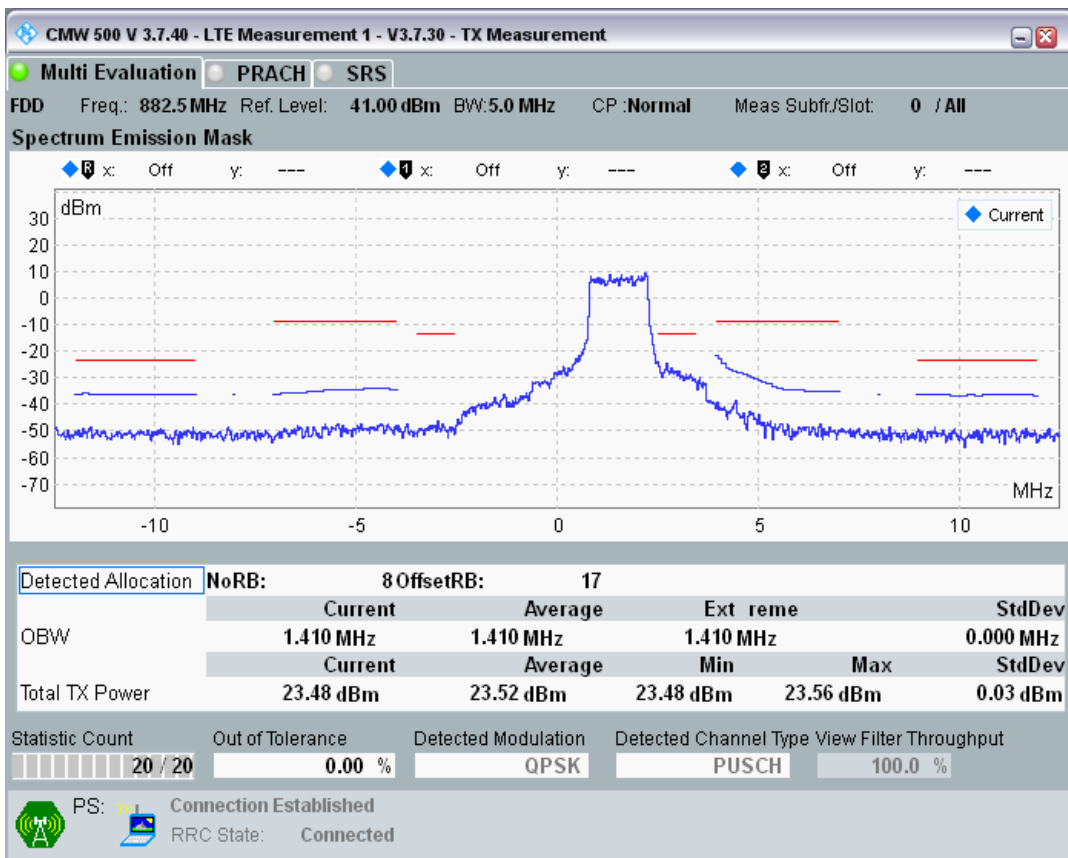 CMW 500 V 3.7.40 - LTE Measurement 1 - V3.7.30 - TX Measurement
Multi Evaluation PRACH SRS
FDD Freq.: 882.5 MHz Ref. Level: 41.00 dBm BW:5.0 MHz CP :Normal Meas Subfr./Slot: 0 / All
Spectrum Emission Mask
R x: Off y: --- 1 x: Off y: --- 2 x: Off y: ---
dBm
Current
30
20
10
0
-10
-20
-30
-40
-50
-60
-70
MHz
-10 -5 0 5 10
Detected Allocation NoRB: 8 OffsetRB: 17
Current Average Ext reme StdDev
OBW 1.410 MHz 1.410 MHz 1.410 MHz 0.000 MHz
Current Average Min Max StdDev
Total TX Power 23.48 dBm 23.52 dBm 23.48 dBm 23.56 dBm 0.03 dBm
Statistic Count Out of Tolerance Detected Modulation Detected Channel Type View Filter Throughput
20 / 20 0.00 % QPSK PUSCH 100.0 %
PS: Connection Established
RRC State: Connected